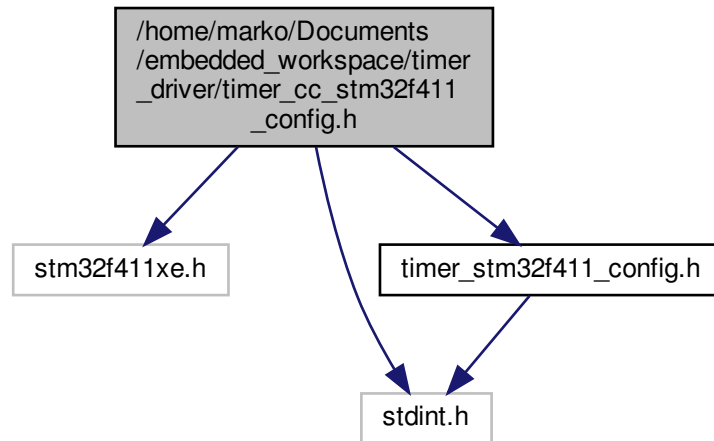 /home/marko/Documents
/embedded_workspace/timer
_driver/timer_cc_stm32f411
_config.h
stm32f411xe.h
timer_stm32f411_config.h
stdint.h